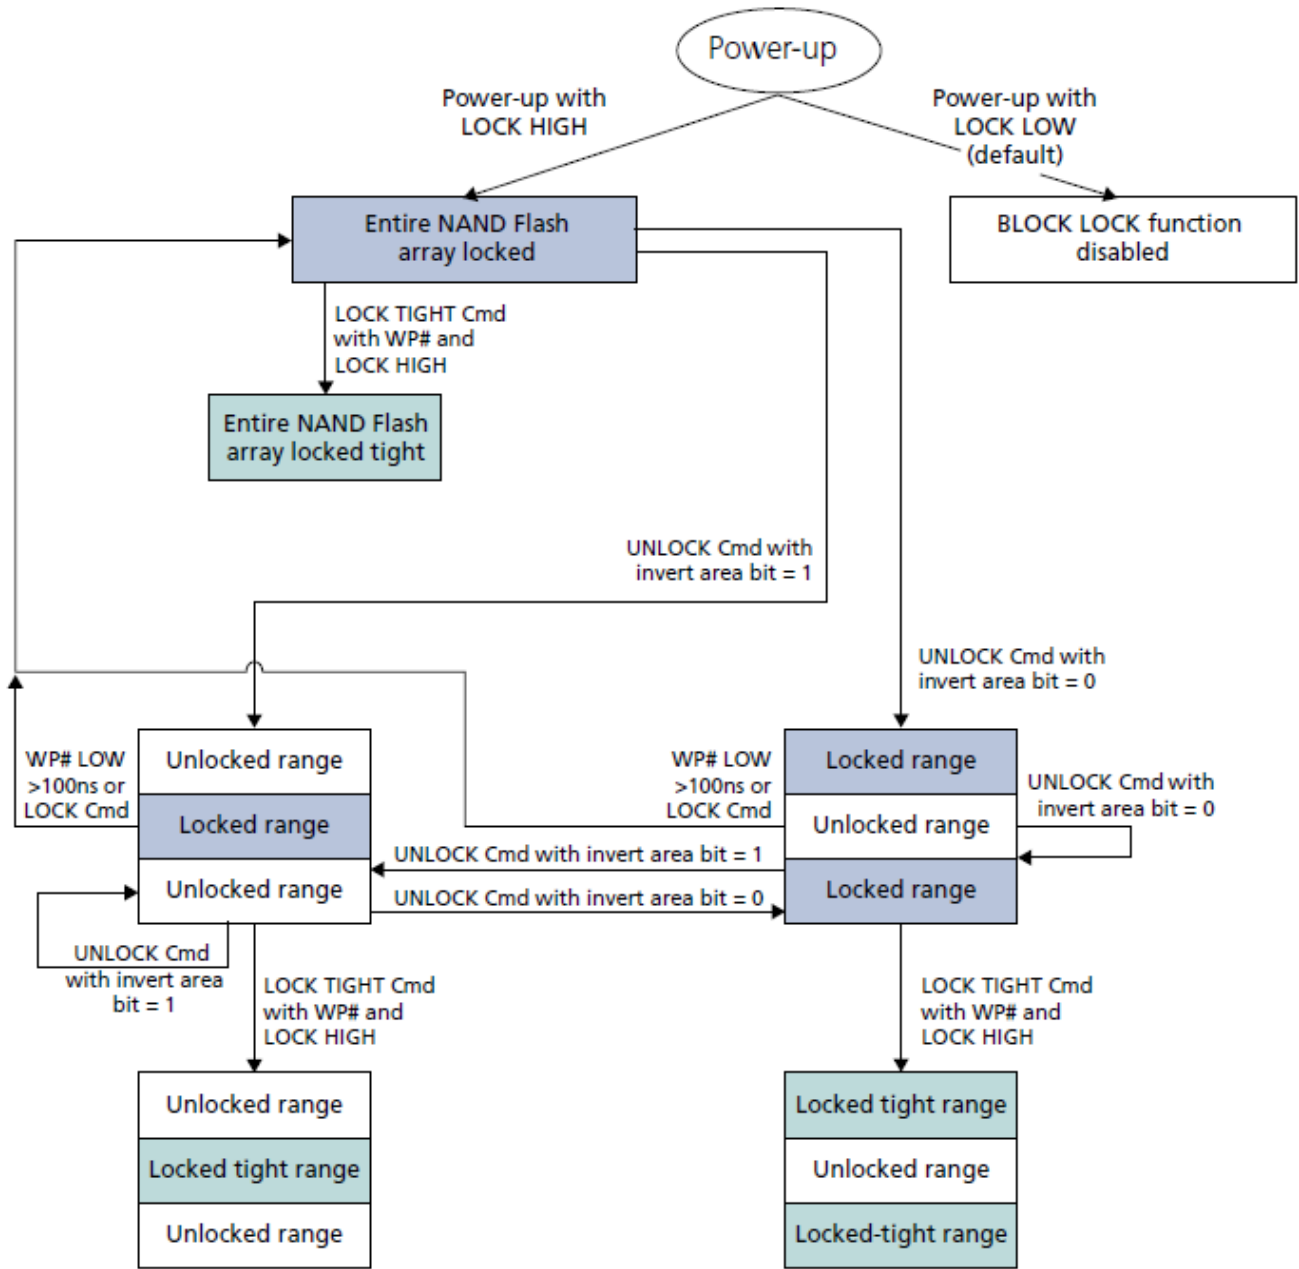 Power-up
Power-up with
LOCK HIGH
Power-up with
LOCK LOW
(default)
Entire NAND Flash
array locked
BLOCK LOCK function
disabled
LOCK TIGHT Cmd
with WP# and
LOCK HIGH
Entire NAND Flash
array locked tight
UNLOCK Cmd with
invert area bit = 1
UNLOCK Cmd with
invert area bit = 0
WP# LOW
>100ns or
LOCK Cmd
Unlocked range
Locked range
Unlocked range
WP# LOW
>100ns or
LOCK Cmd
Locked range
Unlocked range
Locked range
UNLOCK Cmd with
invert area bit = 0
UNLOCK Cmd with invert area bit = 1
UNLOCK Cmd with invert area bit = 0
UNLOCK Cmd
with invert area
bit = 1
LOCK TIGHT Cmd
with WP# and
LOCK HIGH
LOCK TIGHT Cmd
with WP# and
LOCK HIGH
Unlocked range
Locked tight range
Unlocked range
Locked tight range
Unlocked range
Locked-tight range